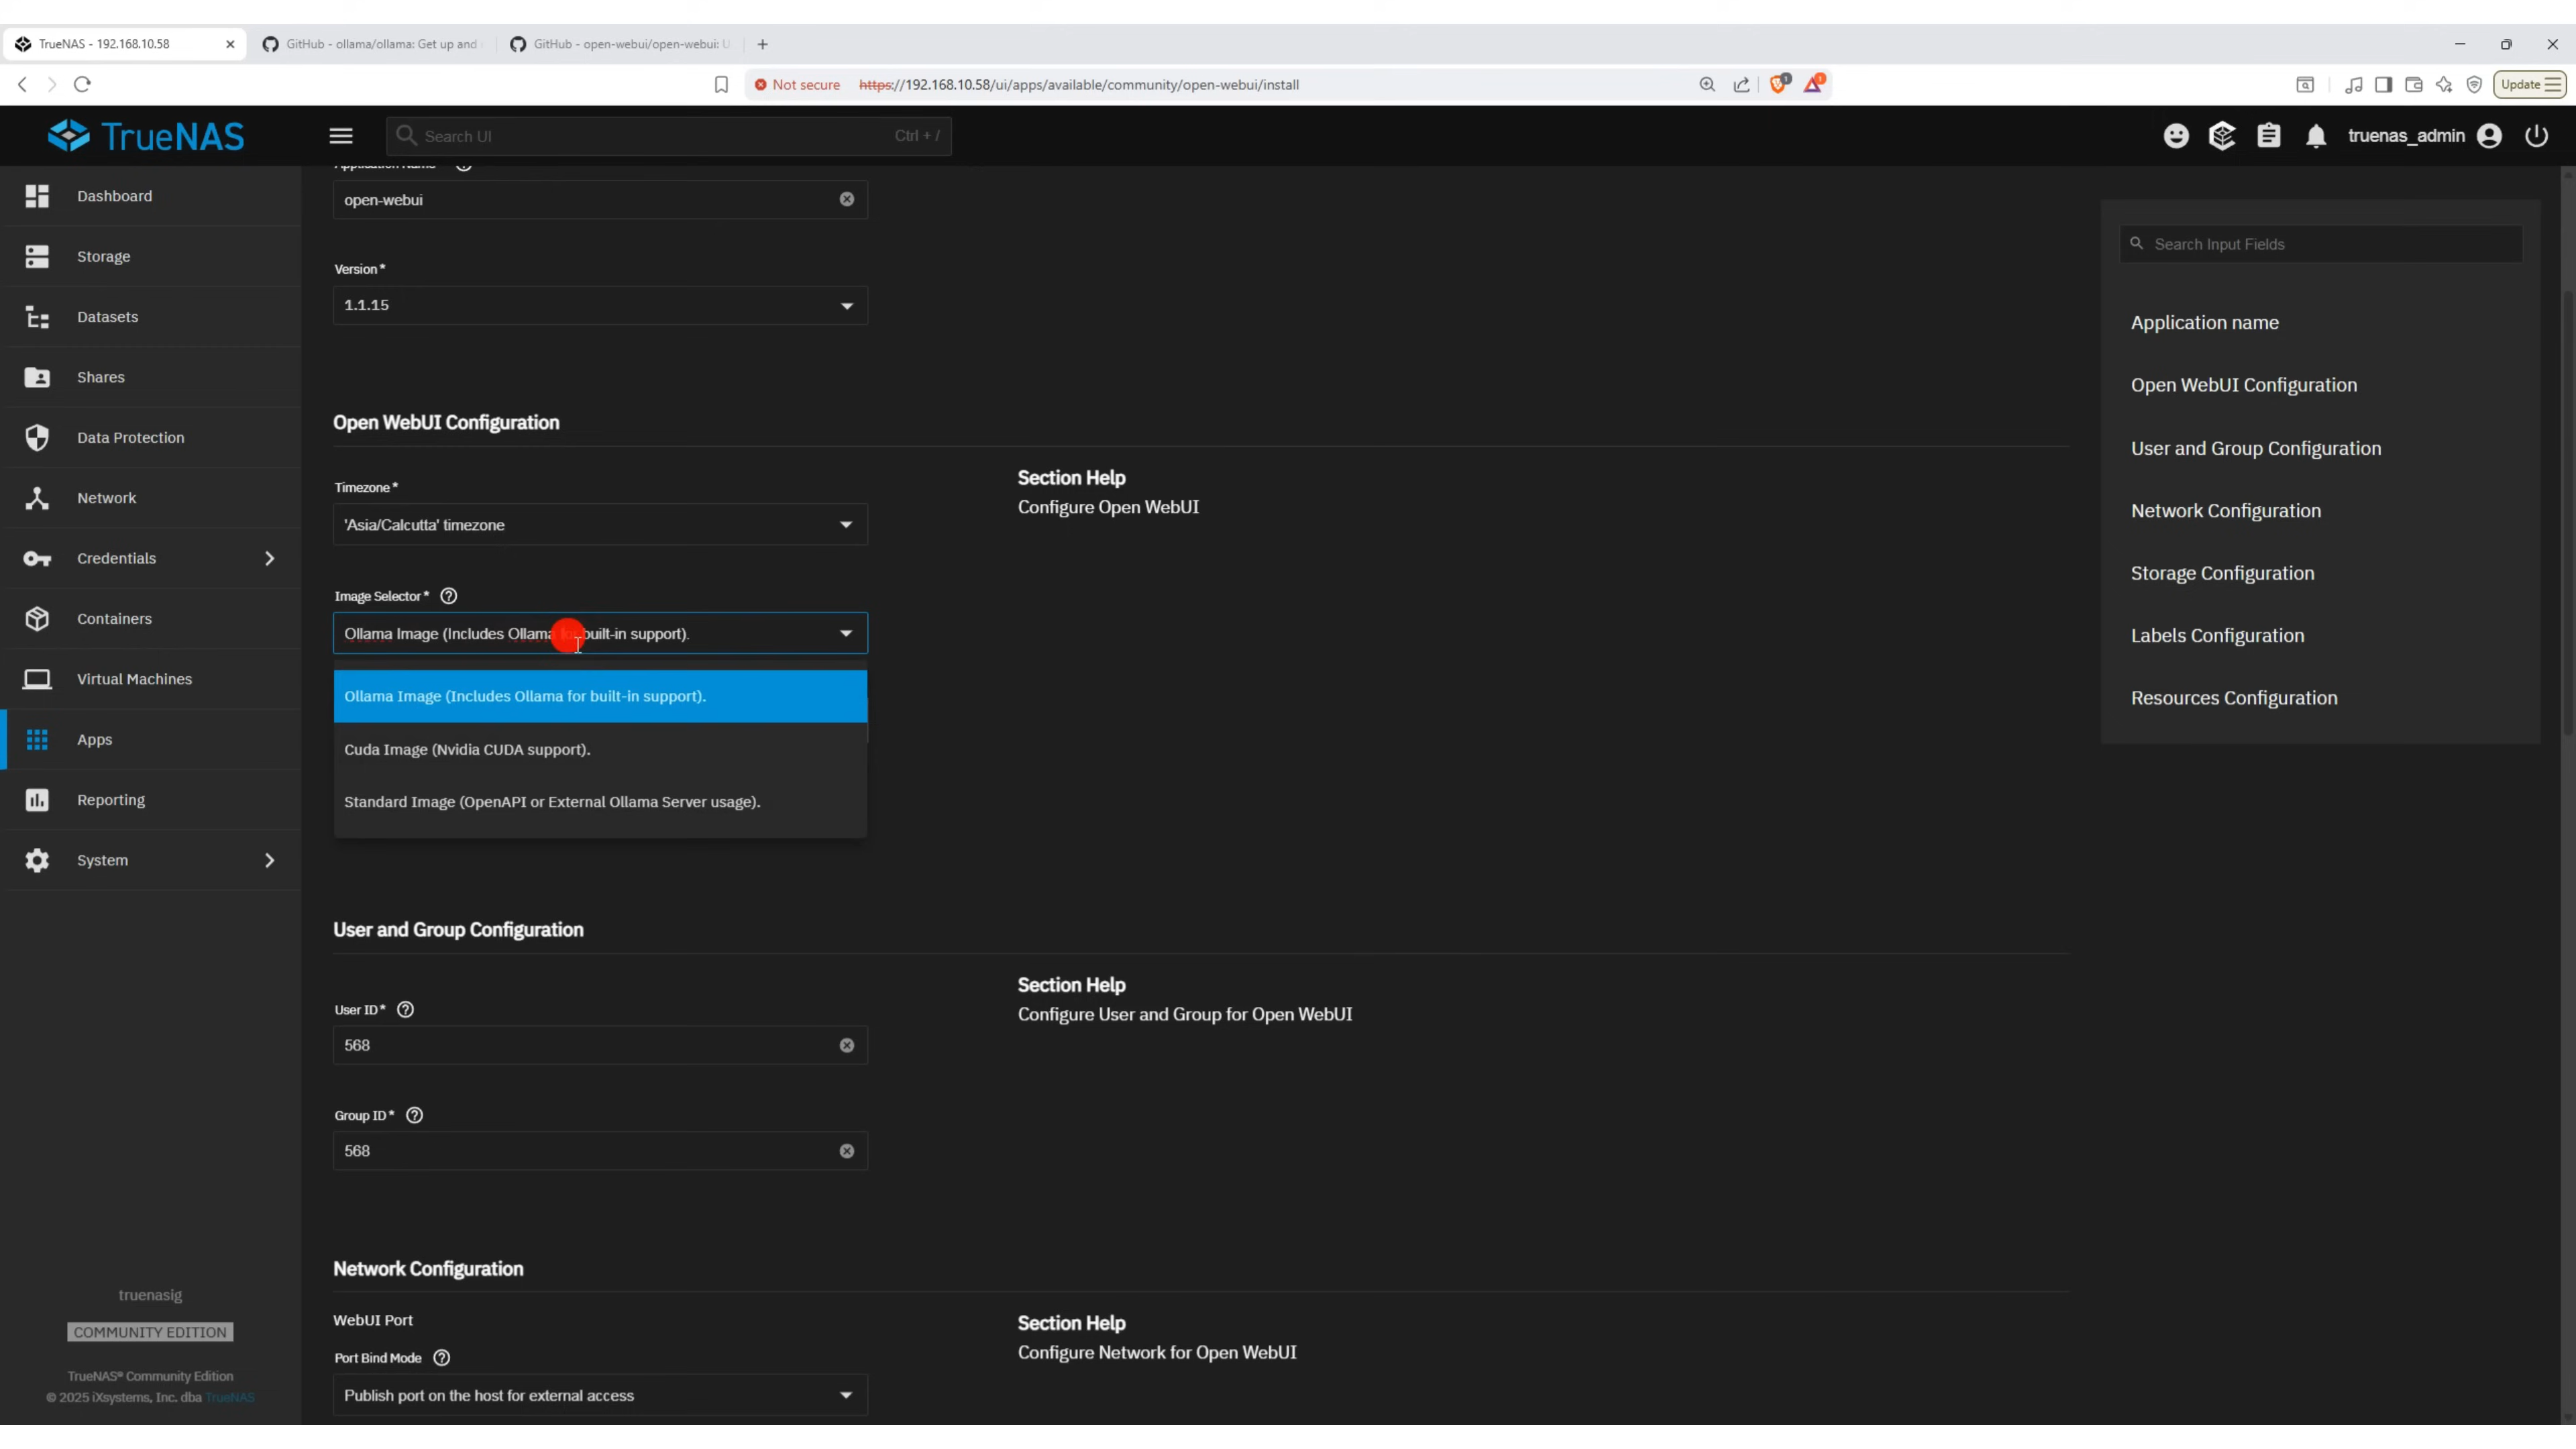 TrueNAS - 192.168.10.58
GitHub - ollama/ollama: Get up and
GitHub - open-webui/open-webui: U
Not secure https://192.168.10.58/ui/apps/available/community/open-webui/install
1
1
Update
TrueNAS
Search UI
Ctrl + /
truenas_admin
Dashboard
Storage
Datasets
Shares
Data Protection
Network
Credentials
Containers
Virtual Machines
Apps
Reporting
System
truenasig
COMMUNITY EDITION
TrueNAS® Community Edition
© 2025 iXsystems, Inc. dba TrueNAS
Application Name
open-webui
Version*
1.1.15
Open WebUI Configuration
Timezone*
'Asia/Calcutta' timezone
Section Help
Configure Open WebUI
Image Selector*
Ollama Image (Includes Ollama for built-in support).
Ollama Image (Includes Ollama for built-in support).
Cuda Image (Nvidia CUDA support).
Standard Image (OpenAPI or External Ollama Server usage).
User and Group Configuration
User ID*
568
Section Help
Configure User and Group for Open WebUI
Group ID*
568
Network Configuration
WebUI Port
Section Help
Configure Network for Open WebUI
Port Bind Mode
Publish port on the host for external access
Search Input Fields
Application name
Open WebUI Configuration
User and Group Configuration
Network Configuration
Storage Configuration
Labels Configuration
Resources Configuration